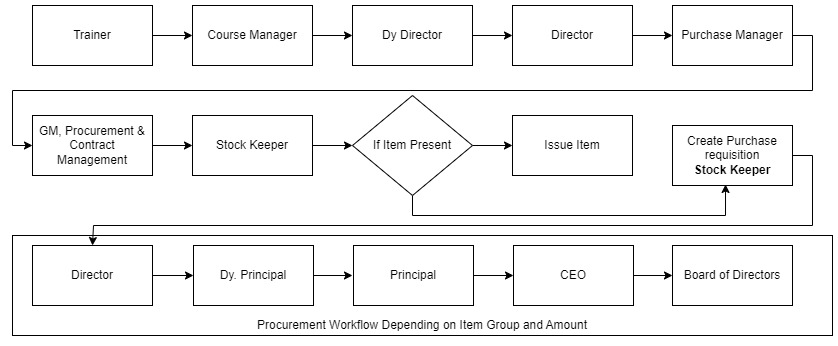 Trainer
Course Manager
Dy Director
Director
Purchase Manager
GM, Procurement &
Contract
Management
Stock Keeper
If Item Present
Issue Item
Create Purchase
requisition
Stock Keeper
Director
Dy. Principal
Principal
CEO
Board of Directors
Procurement Workflow Depending on Item Group and Amount